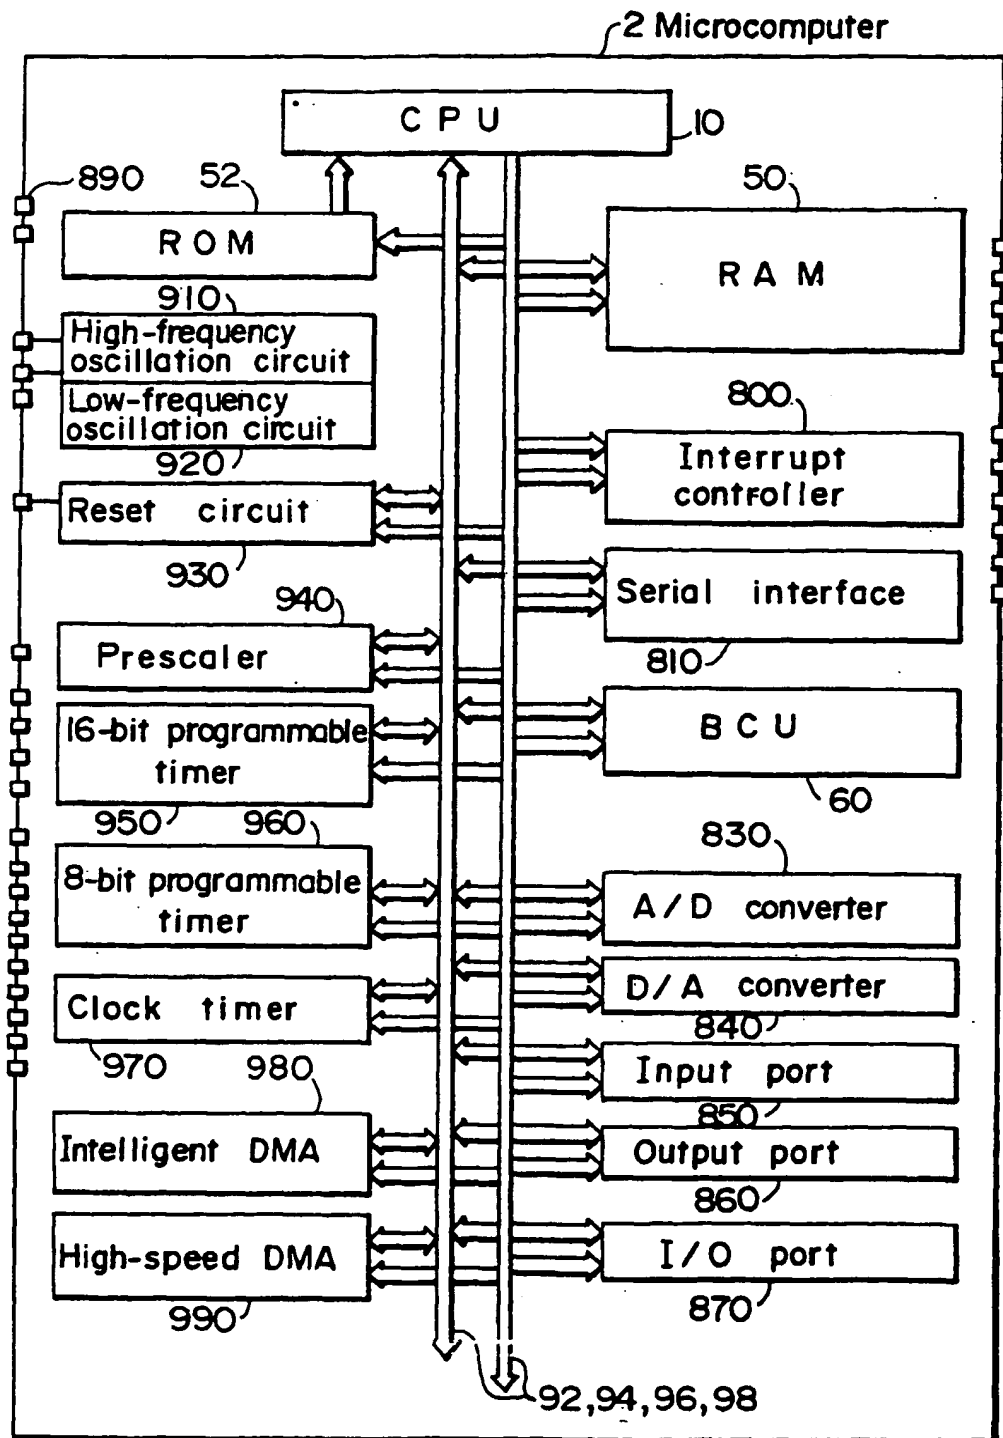 2 Microcomputer
CPU
10
890
52
50
ROM
RAM
910
High-frequency
oscillation circuit
Low-frequency
oscillation circuit
920
800
Interrupt
controller
Reset circuit
930
Serial interface
810
940
Prescaler
16-bit programmable
timer
950
BCU
60
960
8-bit programmable
timer
830
A/D converter
D/A converter
840
Clock timer
970
Input port
850
980
Intelligent DMA
Output port
860
High-speed DMA
990
I/O port
870
92,94,96,98